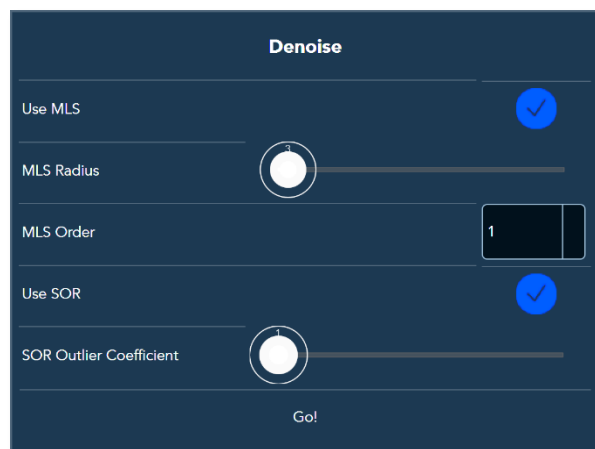 Denoise
Use MLS
MLS Radius
3
MLS Order
1
Use SOR
SOR Outlier Coefficient
1
Go!